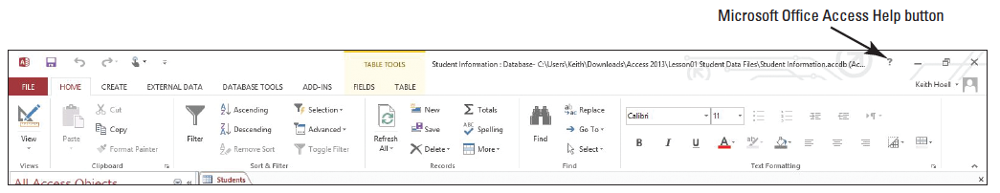 Microsoft Office Access Help button
TABLE TOOLS
Student Information : Database- C:\Users\Keith\Downloads\Access 2013\Lesson01 Student Data Files\Student Information.accdb (Ac...
?
FILE HOME CREATE EXTERNAL DATA DATABASE TOOLS ADD-INS FIELDS TABLE
Keith Hoell
View
Views
Paste
Cut
Copy
Format Painter
Clipboard
Filter
Ascending
Descending
Remove Sort
Selection
Advanced
Toggle Filter
Sort & Filter
Refresh
All
New
Save
Delete
Totals
Spelling
More
Records
Find
Replace
Go To
Select
Find
Calibri
11
B I U A
Text Formatting
All Access Objects
Students